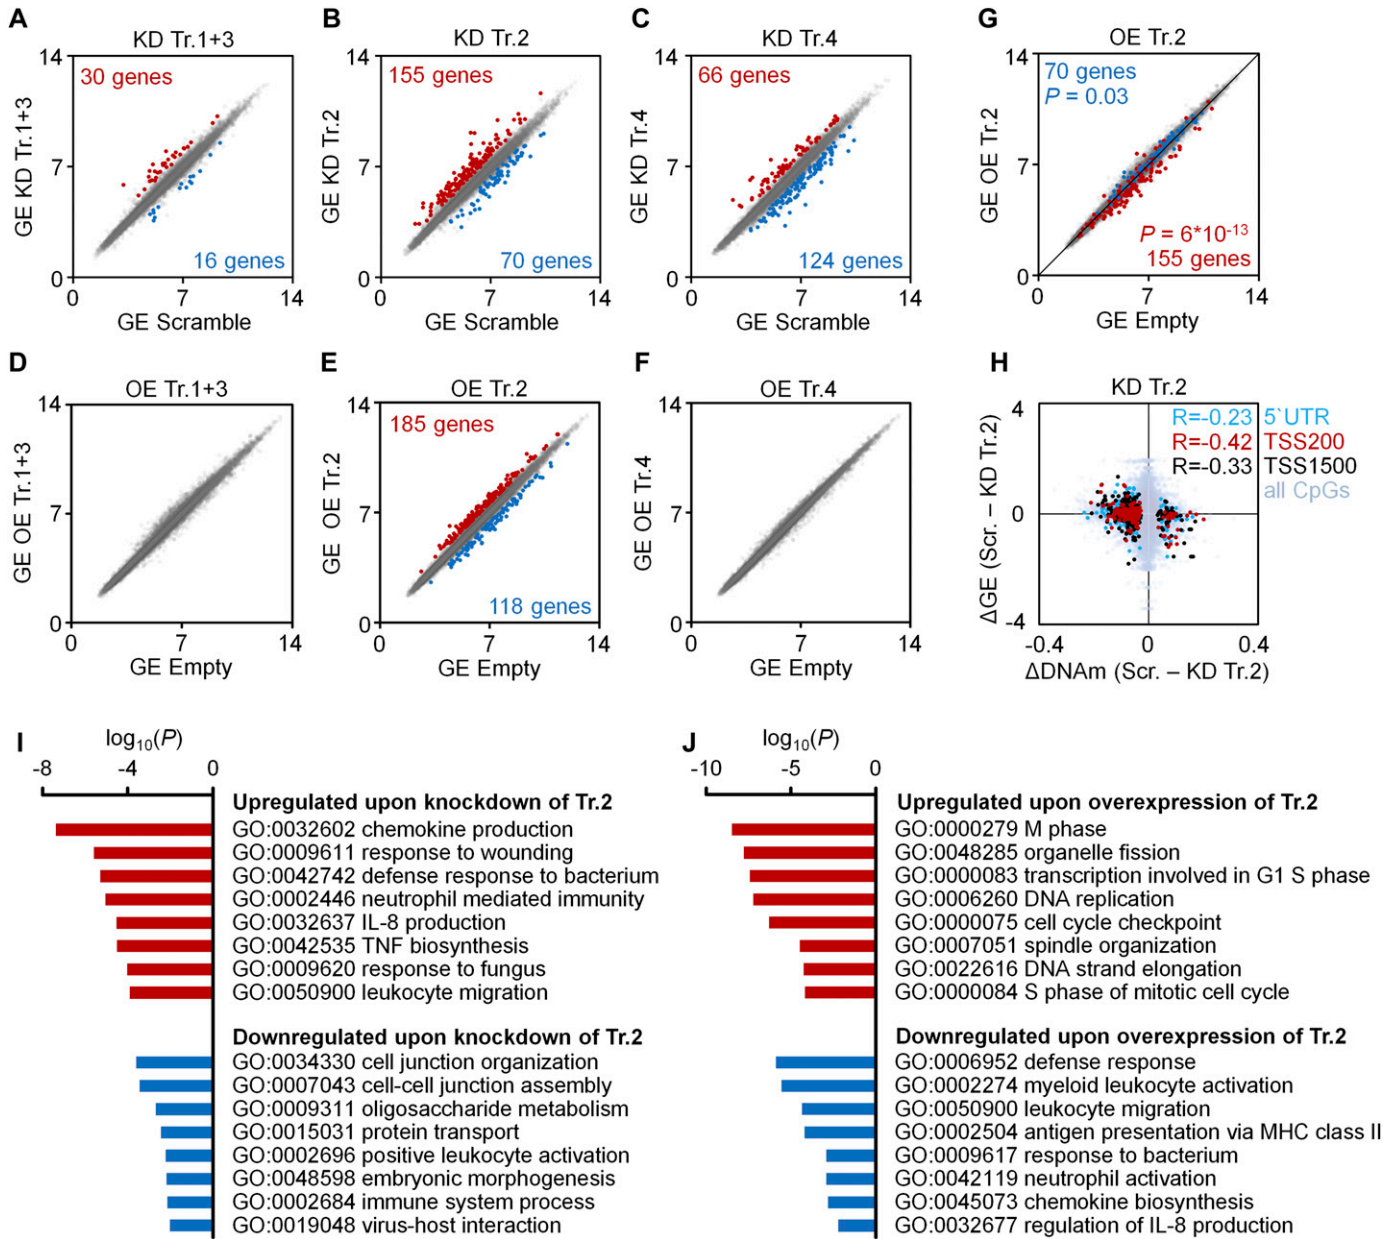 A
KD Tr.1+3
14
30 genes
GE KD Tr.1+3
7
16 genes
0
0
7
14
GE Scramble
B
KD Tr.2
14
155 genes
GE KD Tr.2
7
70 genes
0
0
7
14
GE Scramble
C
KD Tr.4
14
66 genes
GE KD Tr.4
7
124 genes
0
0
7
14
GE Scramble
G
OE Tr.2
14
70 genes
P = 0.03
GE OE Tr.2
7
P = 6*10-13
155 genes
0
0
7
14
GE Empty
D
OE Tr.1+3
14
GE OE Tr.1+3
7
0
0
7
14
GE Empty
E
OE Tr.2
14
185 genes
GE OE Tr.2
7
118 genes
0
0
7
14
GE Empty
F
OE Tr.4
14
GE OE Tr.4
7
0
0
7
14
GE Empty
H
KD Tr.2
4
R=-0.23 5`UTR
R=-0.42 TSS200
R=-0.33 TSS1500
all CpGs
ΔGE (Scr. – KD Tr.2)
0
-4
-0.4
0
0.4
ΔDNAm (Scr. – KD Tr.2)
I
log10(P)
-8
-4
0
Upregulated upon knockdown of Tr.2
GO:0032602 chemokine production
GO:0009611 response to wounding
GO:0042742 defense response to bacterium
GO:0002446 neutrophil mediated immunity
GO:0032637 IL-8 production
GO:0042535 TNF biosynthesis
GO:0009620 response to fungus
GO:0050900 leukocyte migration
Downregulated upon knockdown of Tr.2
GO:0034330 cell junction organization
GO:0007043 cell-cell junction assembly
GO:0009311 oligosaccharide metabolism
GO:0015031 protein transport
GO:0002696 positive leukocyte activation
GO:0048598 embryonic morphogenesis
GO:0002684 immune system process
GO:0019048 virus-host interaction
J
log10(P)
-10
-5
0
Upregulated upon overexpression of Tr.2
GO:0000279 M phase
GO:0048285 organelle fission
GO:0000083 transcription involved in G1 S phase
GO:0006260 DNA replication
GO:0000075 cell cycle checkpoint
GO:0007051 spindle organization
GO:0022616 DNA strand elongation
GO:0000084 S phase of mitotic cell cycle
Downregulated upon overexpression of Tr.2
GO:0006952 defense response
GO:0002274 myeloid leukocyte activation
GO:0050900 leukocyte migration
GO:0002504 antigen presentation via MHC class II
GO:0009617 response to bacterium
GO:0042119 neutrophil activation
GO:0045073 chemokine biosynthesis
GO:0032677 regulation of IL-8 production